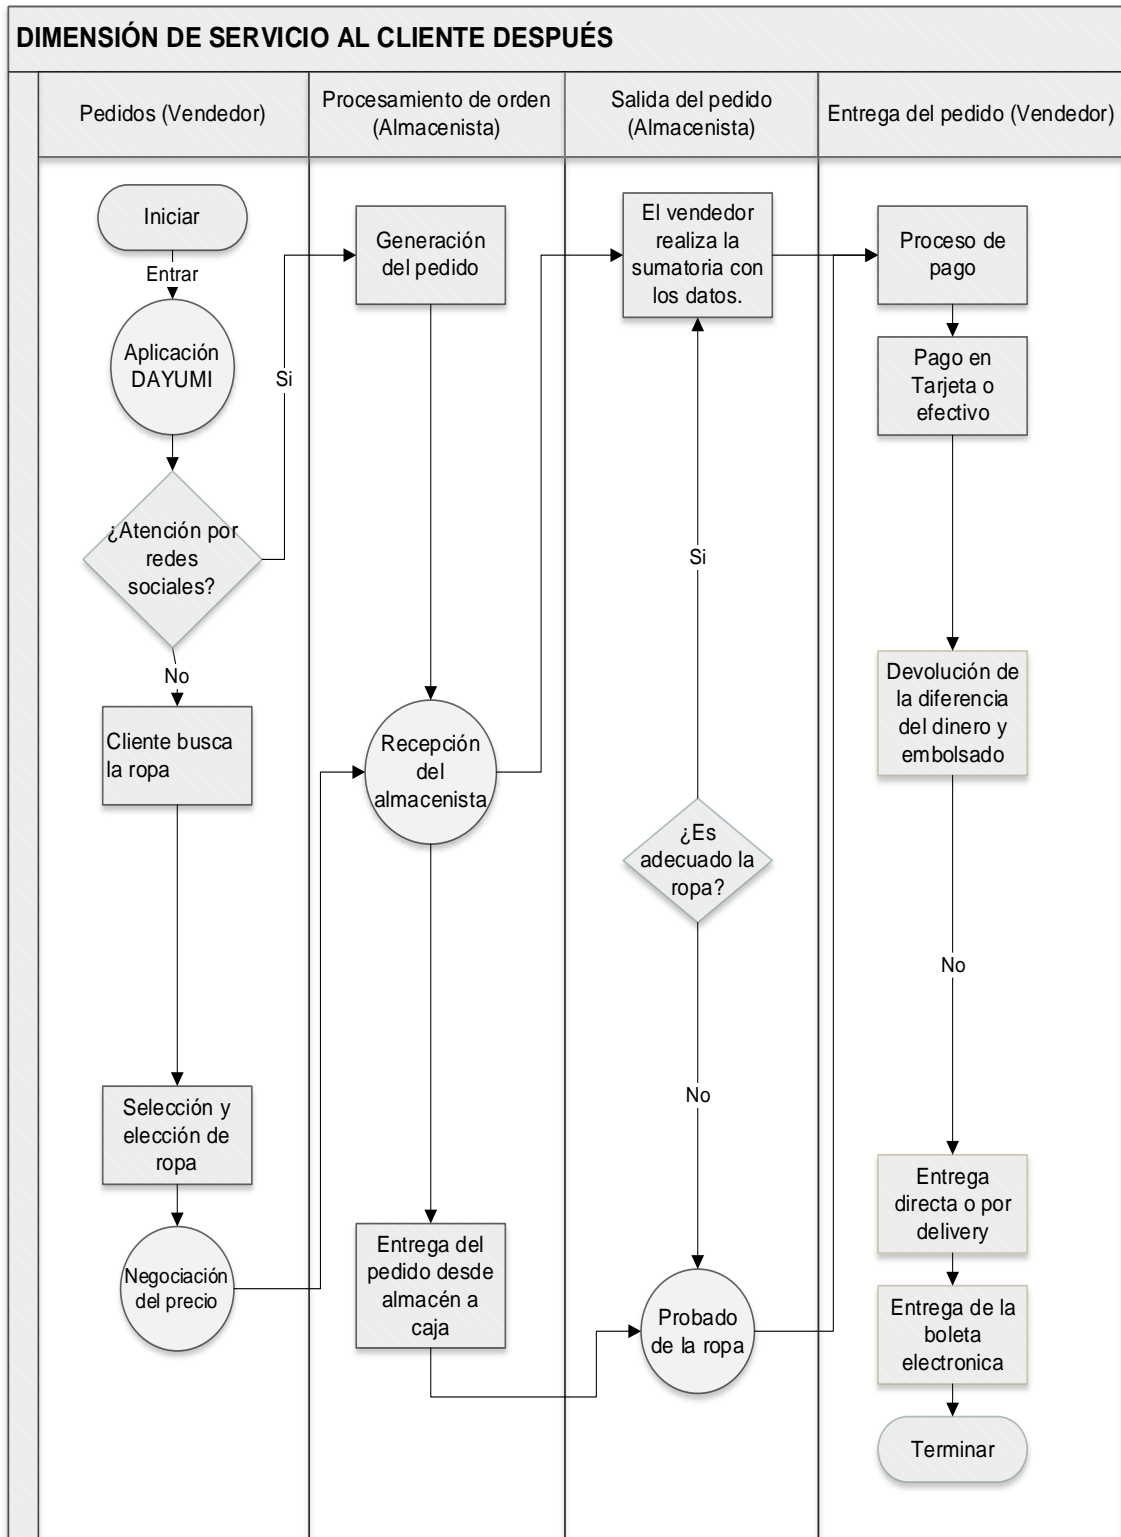 DIMENSIÓN DE SERVICIO AL CLIENTE DESPUÉS
Pedidos (Vendedor)
Procesamiento de orden
(Almacenista)
Salida del pedido
(Almacenista)
Entrega del pedido (Vendedor)
Iniciar
Entrar
Aplicación
DAYUMI
¿Atención por
redes
sociales?
Si
No
Cliente busca
la ropa
Selección y
elección de
ropa
Negociación
del precio
Generación
del pedido
Recepción
del
almacenista
Entrega del
pedido desde
almacén a
caja
El vendedor
realiza la
sumatoria con
los datos.
Si
¿Es
adecuado la
ropa?
No
Probado
de la ropa
Proceso de
pago
Pago en
Tarjeta o
efectivo
Devolución de
la diferencia
del dinero y
embolsado
No
Entrega
directa o por
delivery
Entrega de la
boleta
electronica
Terminar